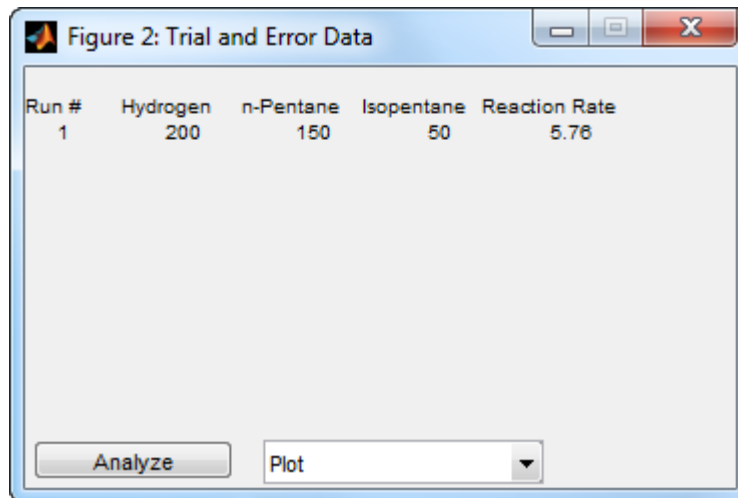 Figure 2: Trial and Error Data
Run # Hydrogen n-Pentane Isopentane Reaction Rate
1 200 150 50 5.76
Analyze Plot